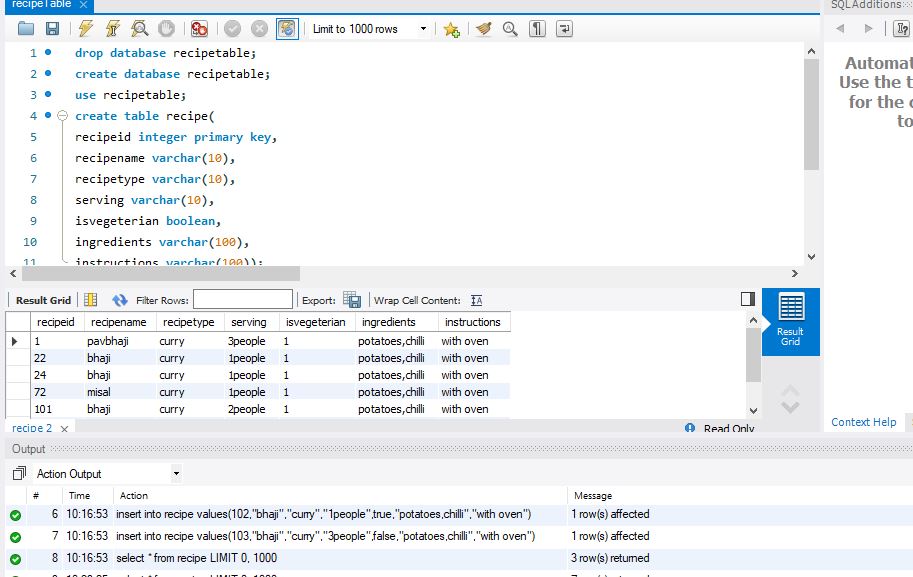 recipeTable ×
SQLAdditions
Limit to 1000 rows
1 drop database recipetable;
2 create database recipetable;
3 use recipetable;
4 create table recipe(
5 recipeid integer primary key,
6 recipename varchar(10),
7 recipetype varchar(10),
8 serving varchar(10),
9 isvegeterian boolean,
10 ingredients varchar(100),
11 instructions varchar(100));
Automat
Use the t
for the
to
Result Grid Filter Rows: Export: Wrap Cell Content:
recipeid recipename recipetype serving isvegeterian ingredients instructions
1 pavbhaji curry 3people 1 potatoes,chilli with oven
22 bhaji curry 1people 1 potatoes,chilli with oven
24 bhaji curry 1people 1 potatoes,chilli with oven
72 misal curry 1people 1 potatoes,chilli with oven
101 bhaji curry 2people 1 potatoes,chilli with oven
Result
Grid
recipe 2 × Read Only
Context Help
Output
Action Output
# Time Action Message
6 10:16:53 insert into recipe values(102,"bhaji","curry","1people",true,"potatoes,chilli","with oven") 1 row(s) affected
7 10:16:53 insert into recipe values(103,"bhaji","curry","3people",false,"potatoes,chilli","with oven") 1 row(s) affected
8 10:16:53 select * from recipe LIMIT 0, 1000 3 row(s) returned